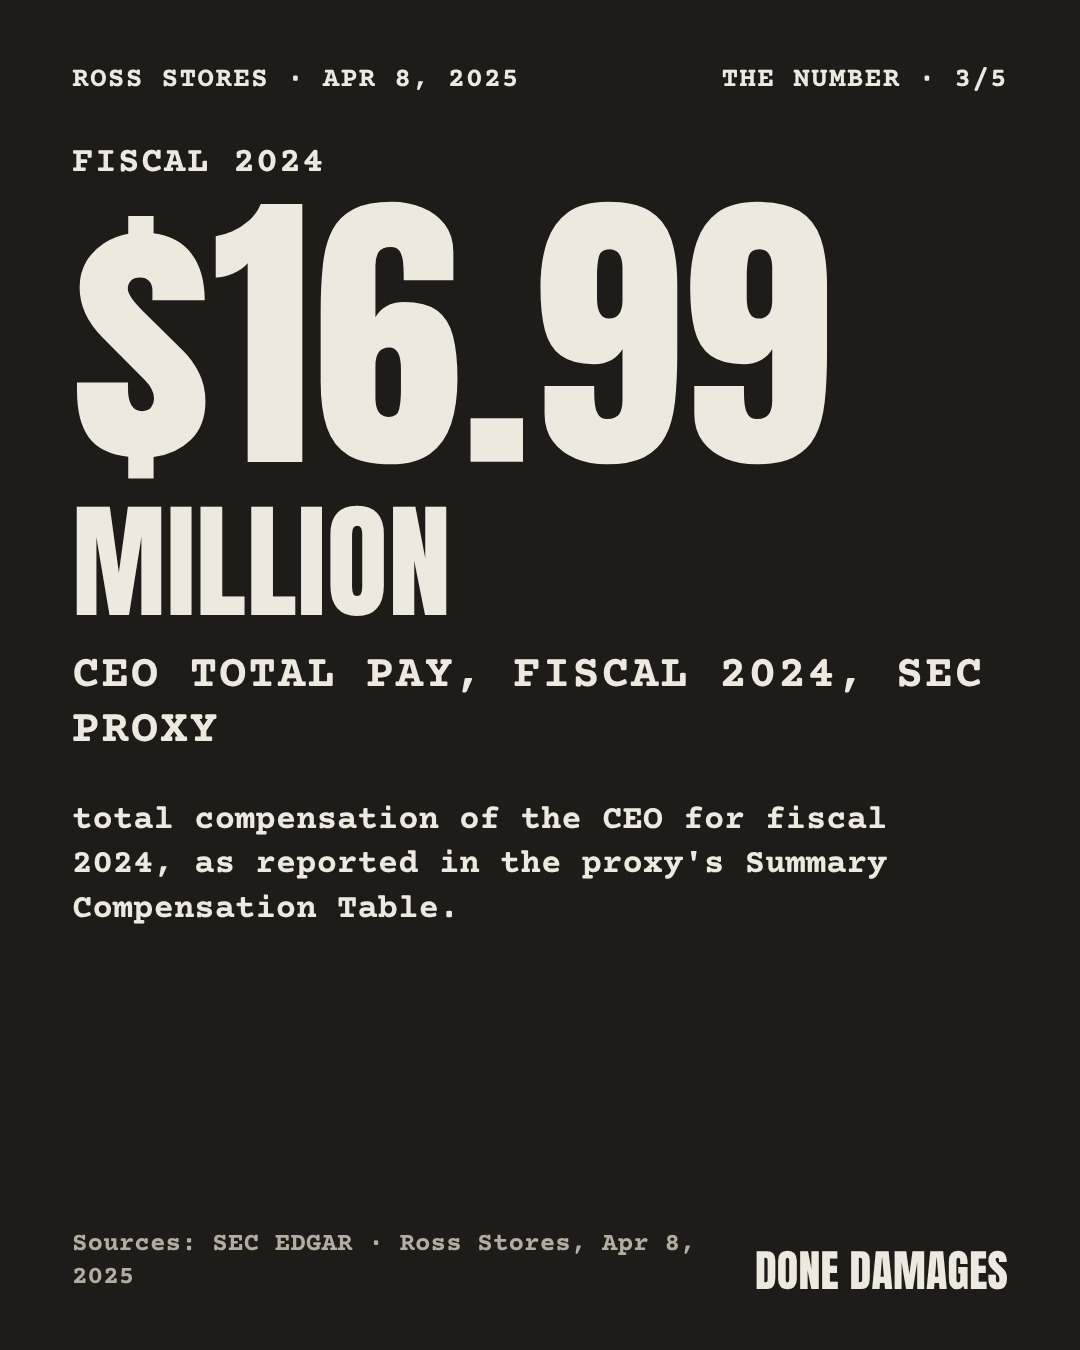 ROSS STORES · APR 8, 2025
THE NUMBER · 3/5
FISCAL 2024
$16.99
MILLION
CEO TOTAL PAY, FISCAL 2024, SEC
PROXY
total compensation of the CEO for fiscal
2024, as reported in the proxy's Summary
Compensation Table.
Sources: SEC EDGAR · Ross Stores, Apr 8,
2025
DONE DAMAGES